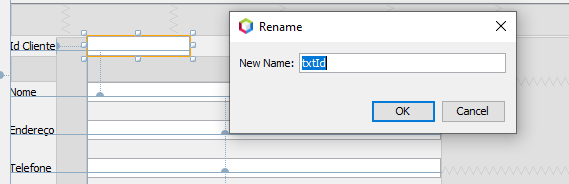 Rename
Id Cliente
New Name: txtId
Nome
OK Cancel
Endereço
Telefone